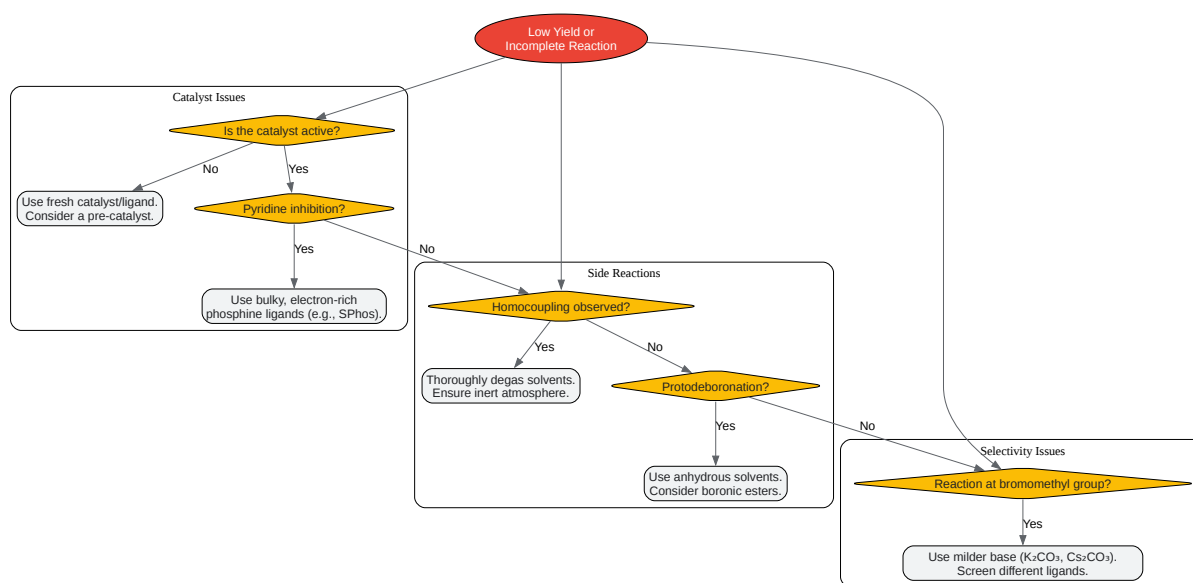 Low Yield or
Incomplete Reaction
Catalyst Issues
Is the catalyst active?
No
Yes
Use fresh catalyst/ligand.
Consider a pre-catalyst.
Pyridine inhibition?
Yes
No
Use bulky, electron-rich
phosphine ligands (e.g., SPhos).
Side Reactions
Homocoupling observed?
Yes
No
Thoroughly degas solvents.
Ensure inert atmosphere.
Protodeboronation?
Yes
No
Use anhydrous solvents.
Consider boronic esters.
Selectivity Issues
Reaction at bromomethyl group?
Yes
Use milder base (K₂CO₃, Cs₂CO₃).
Screen different ligands.